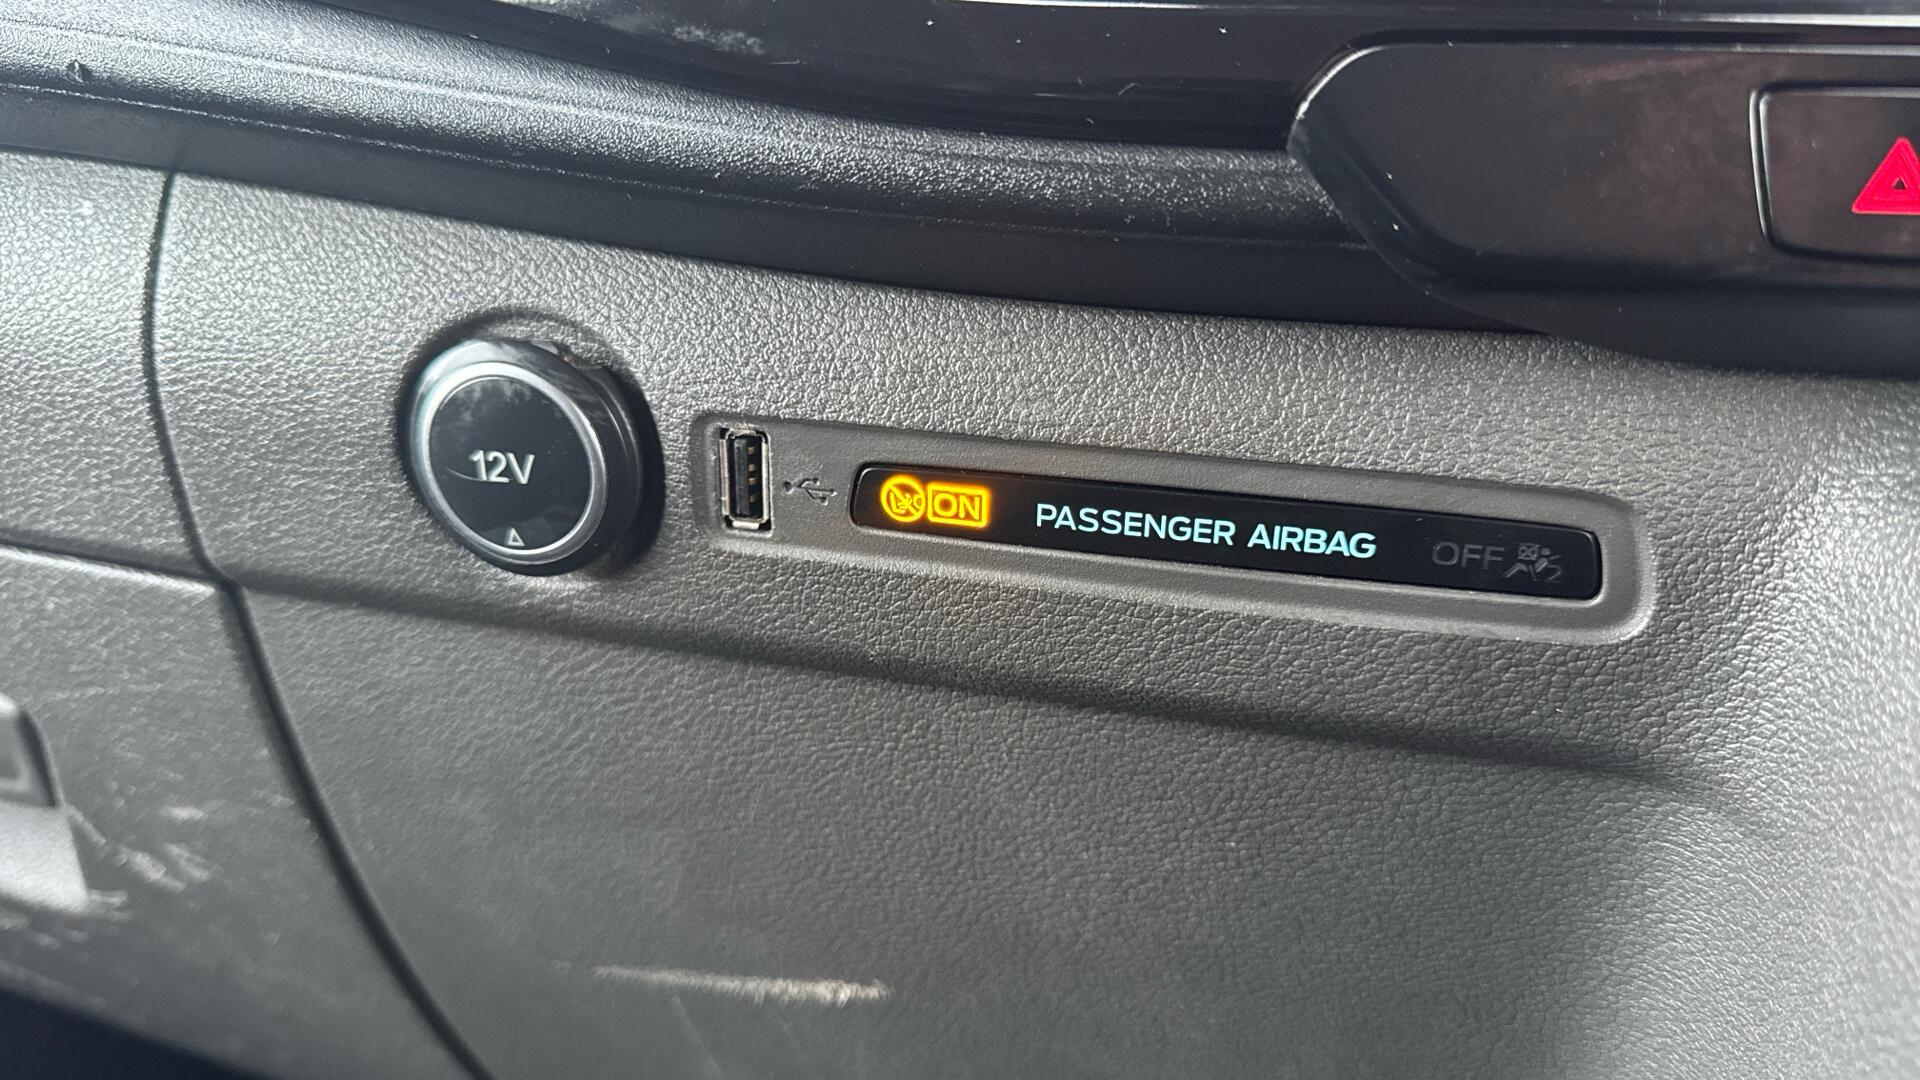 12V
ON PASSENGER AIRBAG OFF